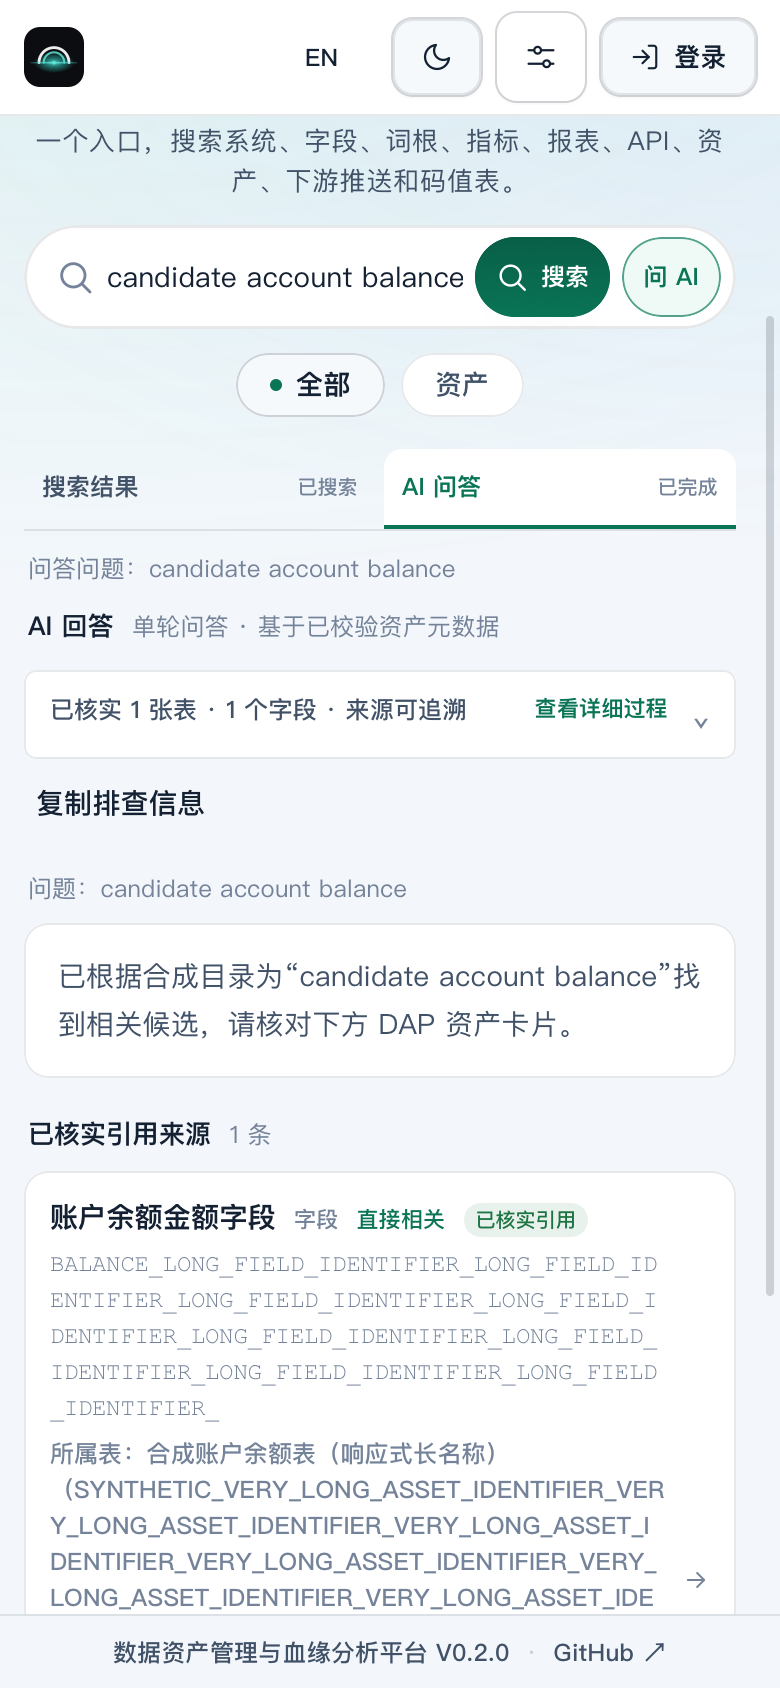 EN
登录
一个入口，搜索系统、字段、词根、指标、报表、API、资
产、下游推送和码值表。
candidate account balance
搜索
问 AI
全部
资产
搜索结果 已搜索
AI 问答 已完成
问答问题：candidate account balance
AI 回答 单轮问答 · 基于已校验资产元数据
已核实 1 张表 · 1 个字段 · 来源可追溯 查看详细过程
复制排查信息
问题：candidate account balance
已根据合成目录为“candidate account balance”找
到相关候选，请核对下方 DAP 资产卡片。
已核实引用来源 1 条
账户余额金额字段 字段 直接相关 已核实引用
BALANCE_LONG_FIELD_IDENTIFIER_LONG_FIELD_ID
ENTIFIER_LONG_FIELD_IDENTIFIER_LONG_FIELD_I
DENTIFIER_LONG_FIELD_IDENTIFIER_LONG_FIELD_
IDENTIFIER_LONG_FIELD_IDENTIFIER_LONG_FIELD
_IDENTIFIER_
所属表：合成账户余额表（响应式长名称）
（SYNTHETIC_VERY_LONG_ASSET_IDENTIFIER_VER
Y_LONG_ASSET_IDENTIFIER_VERY_LONG_ASSET_I
DENTIFIER_VERY_LONG_ASSET_IDENTIFIER_VERY_
LONG_ASSET_IDENTIFIER_VERY_LONG_ASSET_IDE
数据资产管理与血缘分析平台 V0.2.0 · GitHub ↗